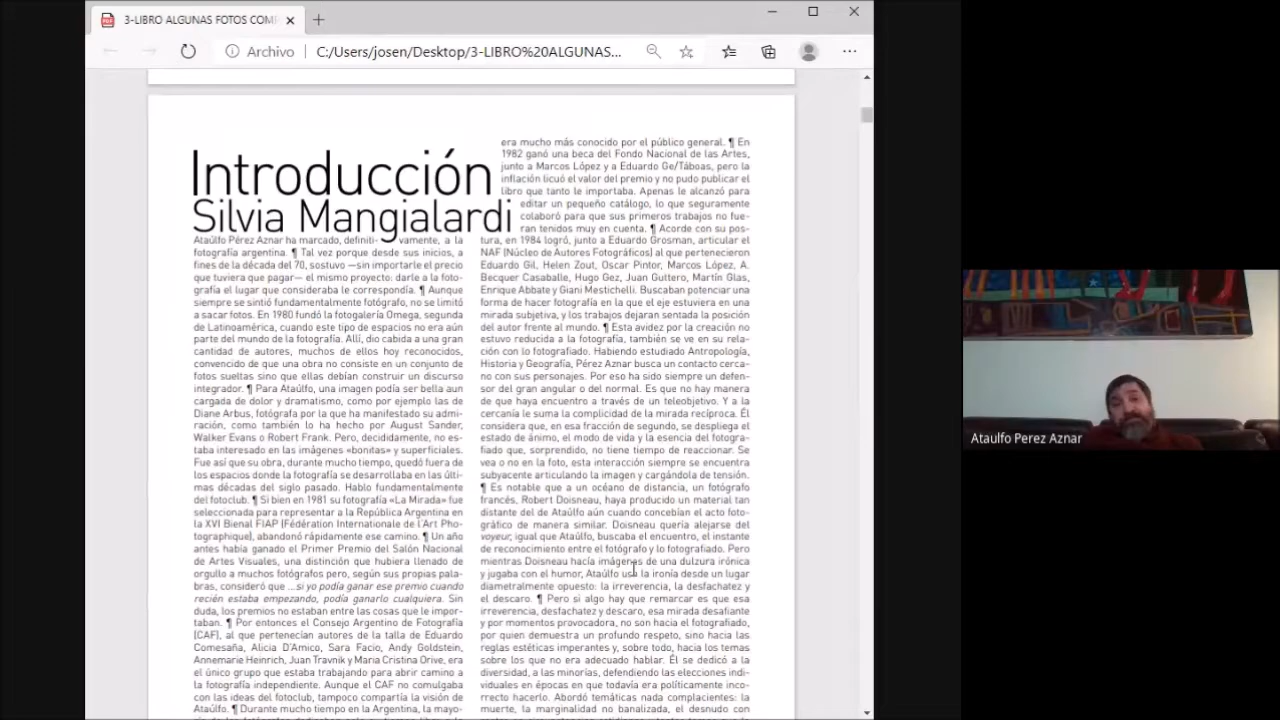 3-LIBRO ALGUNAS FOTOS COM
Archivo
C:/Users/josen/Desktop/3-LIBRO%20ALGUNAS...
Introducción
Silvia Mangialardi
Ataúlfo Pérez Aznar ha marcado, definiti- vamente, a la
fotografía argentina. ¶ Tal vez porque desde sus inicios, a
fines de la década del 70, sostuvo —sin importarle el precio
que tuviera que pagar— el mismo proyecto: darle a la foto-
grafía el lugar que consideraba le correspondía. ¶ Aunque
siempre se sintió fundamentalmente fotógrafo, no se limitó
a sacar fotos. En 1980 fundó la fotogalería Omega, segunda
de Latinoamérica, cuando este tipo de espacios no era aún
parte del mundo de la fotografía. Allí, dio cabida a una gran
cantidad de autores, muchos de ellos hoy reconocidos,
convencido de que una obra no consiste en un conjunto de
fotos sueltas sino que ellas debían construir un discurso
integrador. ¶ Para Ataúlfo, una imagen podía ser bella aun
cargada de dolor y dramatismo, como por ejemplo las de
Diane Arbus, fotógrafa por la que ha manifestado su admi-
ración, como también lo ha hecho por August Sander,
Walker Evans o Robert Frank. Pero, decididamente, no es-
taba interesado en las imágenes «bonitas» y superficiales.
Fue así que su obra, durante mucho tiempo, quedó fuera de
los espacios donde la fotografía se desarrollaba en las últi-
mas décadas del siglo pasado. Hablo fundamentalmente
del fotoclub. ¶ Si bien en 1981 su fotografía «La Mirada» fue
seleccionada para representar a la República Argentina en
la XVI Bienal FIAP (Fédération Internationale de l'Art Pho-
tographique), abandonó rápidamente ese camino. ¶ Un año
antes había ganado el Primer Premio del Salón Nacional
de Artes Visuales, una distinción que hubiera llenado de
orgullo a muchos fotógrafos pero, según sus propias pala-
bras, consideró que ...si yo podía ganar ese premio cuando
recién estaba empezando, podía ganarlo cualquiera. Sin
duda, los premios no estaban entre las cosas que le impor-
taban. ¶ Por entonces el Consejo Argentino de Fotografía
(CAF), al que pertenecían autores de la talla de Eduardo
Comesaña, Alicia D'Amico, Sara Facio, Andy Goldstein,
Annemarie Heinrich, Juan Travnik y Maria Cristina Orive, era
el único grupo que estaba trabajando para abrir camino a
la fotografía independiente. Aunque el CAF no comulgaba
con las ideas del fotoclub, tampoco compartía la visión de
Ataúlfo. ¶ Durante mucho tiempo en la Argentina, la mayo-
era mucho más conocido por el público general. ¶ En
1982 ganó una beca del Fondo Nacional de las Artes,
junto a Marcos López y a Eduardo Ge/Táboas, pero la
inflación licuó el valor del premio y no pudo publicar el
libro que tanto le importaba. Apenas le alcanzó para
editar un pequeño catálogo, lo que seguramente
colaboró para que sus primeros trabajos no fue-
ran tenidos muy en cuenta. ¶ Acorde con su pos-
tura, en 1984 logró, junto a Eduardo Grosman, articular el
NAF (Núcleo de Autores Fotográficos) al que pertenecieron
Eduardo Gil, Helen Zout, Oscar Pintor, Marcos López, A.
Becquer Casaballe, Hugo Gez, Juan Guttero, Martín Glas,
Enrique Abbate y Giani Mestichelli. Buscaban potenciar una
forma de hacer fotografía en la que el eje estuviera en una
mirada subjetiva, y los trabajos dejaran sentada la posición
del autor frente al mundo. ¶ Esta avidez por la creación no
estuvo reducida a la fotografía, también se ve en su rela-
ción con lo fotografiado. Habiendo estudiado Antropología,
Historia y Geografía, Pérez Aznar busca un contacto cerca-
no con sus personajes. Por eso ha sido siempre un defen-
sor del gran angular o del normal. Es que no hay manera
de que haya encuentro a través de un teleobjetivo. Y a la
cercanía le suma la complicidad de la mirada recíproca. Él
considera que, en esa fracción de segundo, se despliega el
estado de ánimo, el modo de vida y la esencia del fotogra-
fiado que, sorprendido, no tiene tiempo de reaccionar. Se
vea o no en la foto, esta interacción siempre se encuentra
subyacente articulando la imagen y cargándola de tensión.
¶ Es notable que a un océano de distancia, un fotógrafo
francés, Robert Doisneau, haya producido un material tan
distante del de Ataúlfo aún cuando concebían el acto foto-
gráfico de manera similar. Doisneau quería alejarse del
voyeur; igual que Ataúlfo, buscaba el encuentro, el instante
de reconocimiento entre el fotógrafo y lo fotografiado. Pero
mientras Doisneau hacía imágenes de una dulzura irónica
y jugaba con el humor, Ataúlfo usa la ironía desde un lugar
diametralmente opuesto: la irreverencia, la desfachatez y
el descaro. ¶ Pero si algo hay que remarcar es que esa
irreverencia, desfachatez y descaro, esa mirada desafiante
y por momentos provocadora, no son hacia el fotografiado,
por quien demuestra un profundo respeto, sino hacia las
reglas estéticas imperantes y, sobre todo, hacia los temas
sobre los que no era adecuado hablar. Él se dedicó a la
diversidad, a las minorías, defendiendo las elecciones indi-
viduales en épocas en que todavía era políticamente inco-
rrecto hacerlo. Abordó temáticas nada complacientes: la
muerte, la marginalidad no banalizada, el desnudo con
Ataulfo Perez Aznar